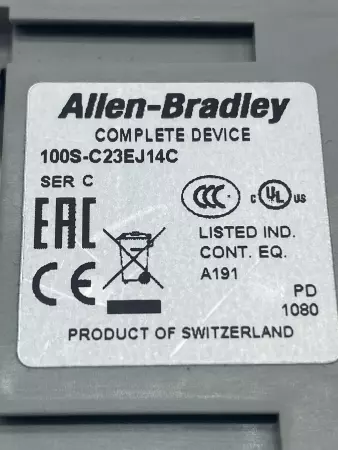 Allen-Bradley
COMPLETE DEVICE
100S-C23EJ14C
SER C
EAC
CCC
C UL US
LISTED IND.
CONT. EQ.
A191
CE
PD
1080
PRODUCT OF SWITZERLAND